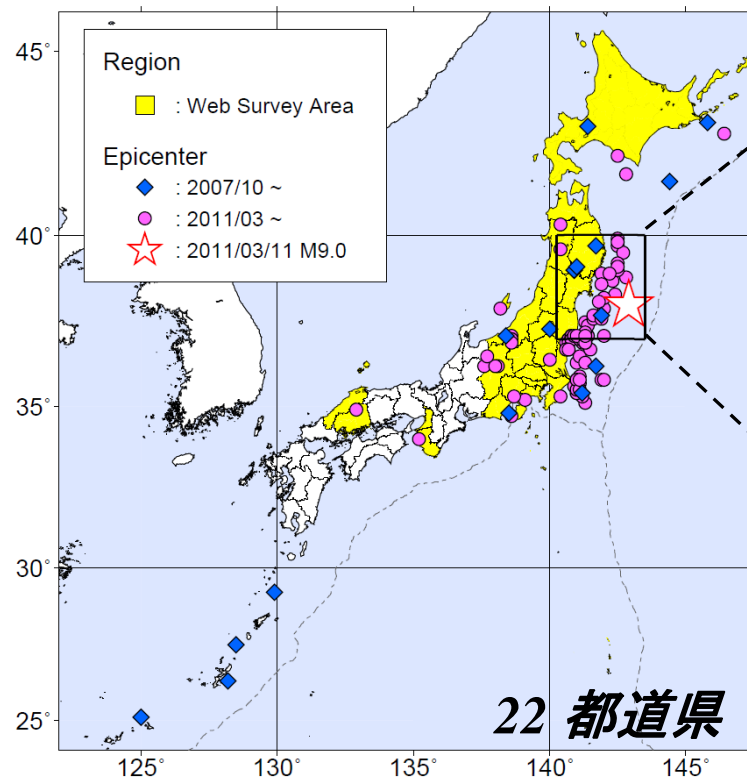 45°
40°
35°
30°
25°
Region
: Web Survey Area
Epicenter
: 2007/10 ~
: 2011/03 ~
: 2011/03/11 M9.0
22 都道県
125°
130°
135°
140°
145°